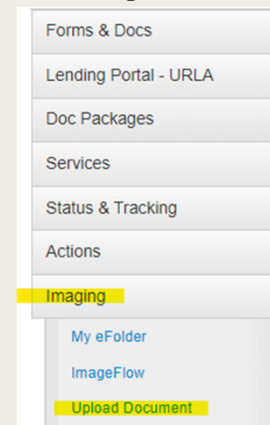 Forms & Docs
Lending Portal - URLA
Doc Packages
Services
Status & Tracking
Actions
Imaging
My eFolder
ImageFlow
Upload Document